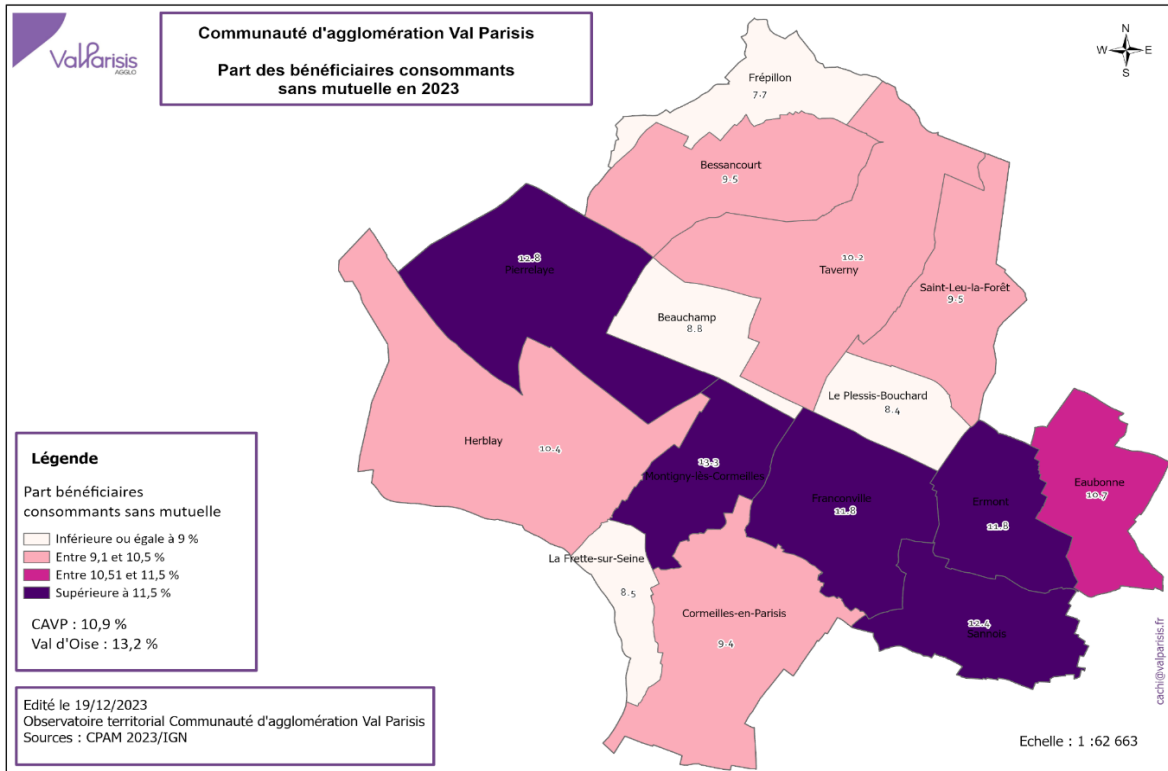 ValParisis
AGGLO
Communauté d'agglomération Val Parisis
Part des bénéficiaires consommants
sans mutuelle en 2023
N
W E
S
Frépillon
7.7
Bessancourt
9.5
12.8
Pierrelaye
10.2
Taverny
Saint-Leu-la-Forêt
9.5
Beauchamp
8.8
Le Plessis-Bouchard
8.4
Herblay
10.4
13.3
Montigny-lès-Cormeilles
Franconville
11.8
Ermont
11.8
Eaubonne
10.7
La Frette-sur-Seine
8.5
Cormeilles-en-Parisis
9.4
12.4
Sannois
Légende
Part bénéficiaires
consommants sans mutuelle
Inférieure ou égale à 9 %
Entre 9,1 et 10,5 %
Entre 10,51 et 11,5 %
Supérieure à 11,5 %
CAVP : 10,9 %
Val d'Oise : 13,2 %
Edité le 19/12/2023
Observatoire territorial Communauté d'agglomération Val Parisis
Sources : CPAM 2023/IGN
Echelle : 1 :62 663
cachi@valparisis.fr